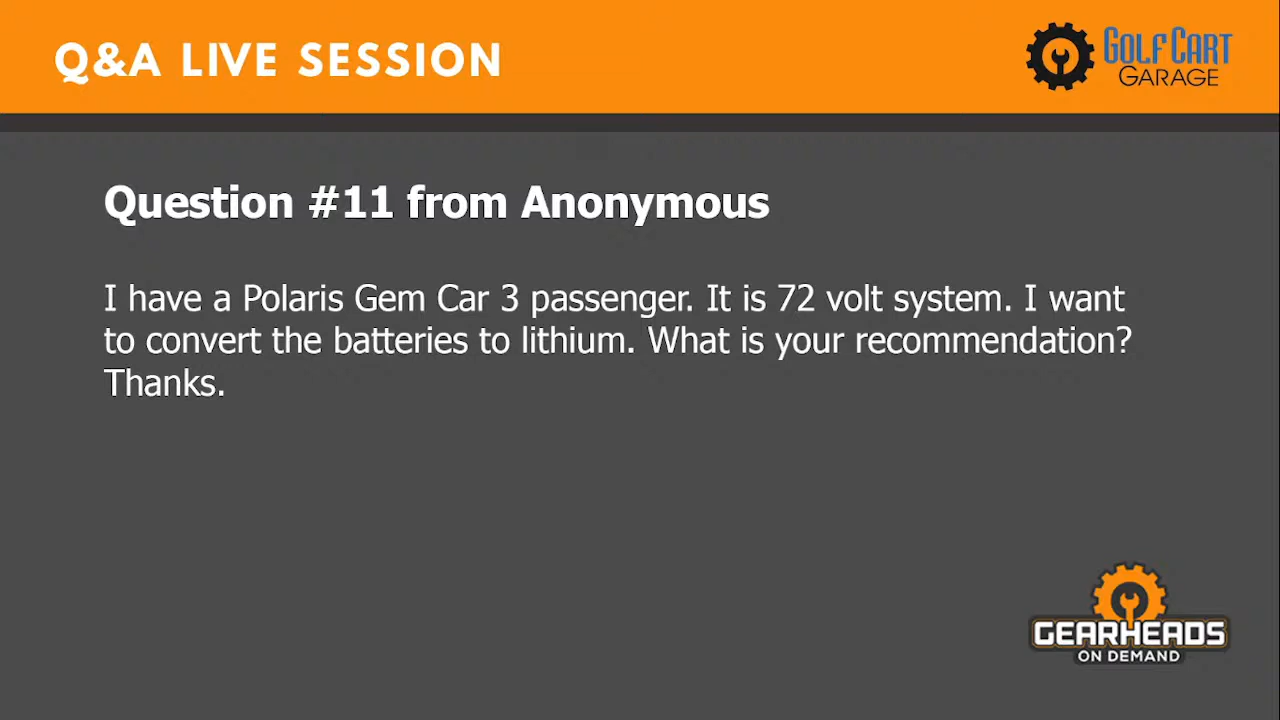 Q&A LIVE SESSION
GOLF CART
GARAGE
Question #11 from Anonymous
I have a Polaris Gem Car 3 passenger. It is 72 volt system. I want
to convert the batteries to lithium. What is your recommendation?
Thanks.
GEARHEADS
ON DEMAND